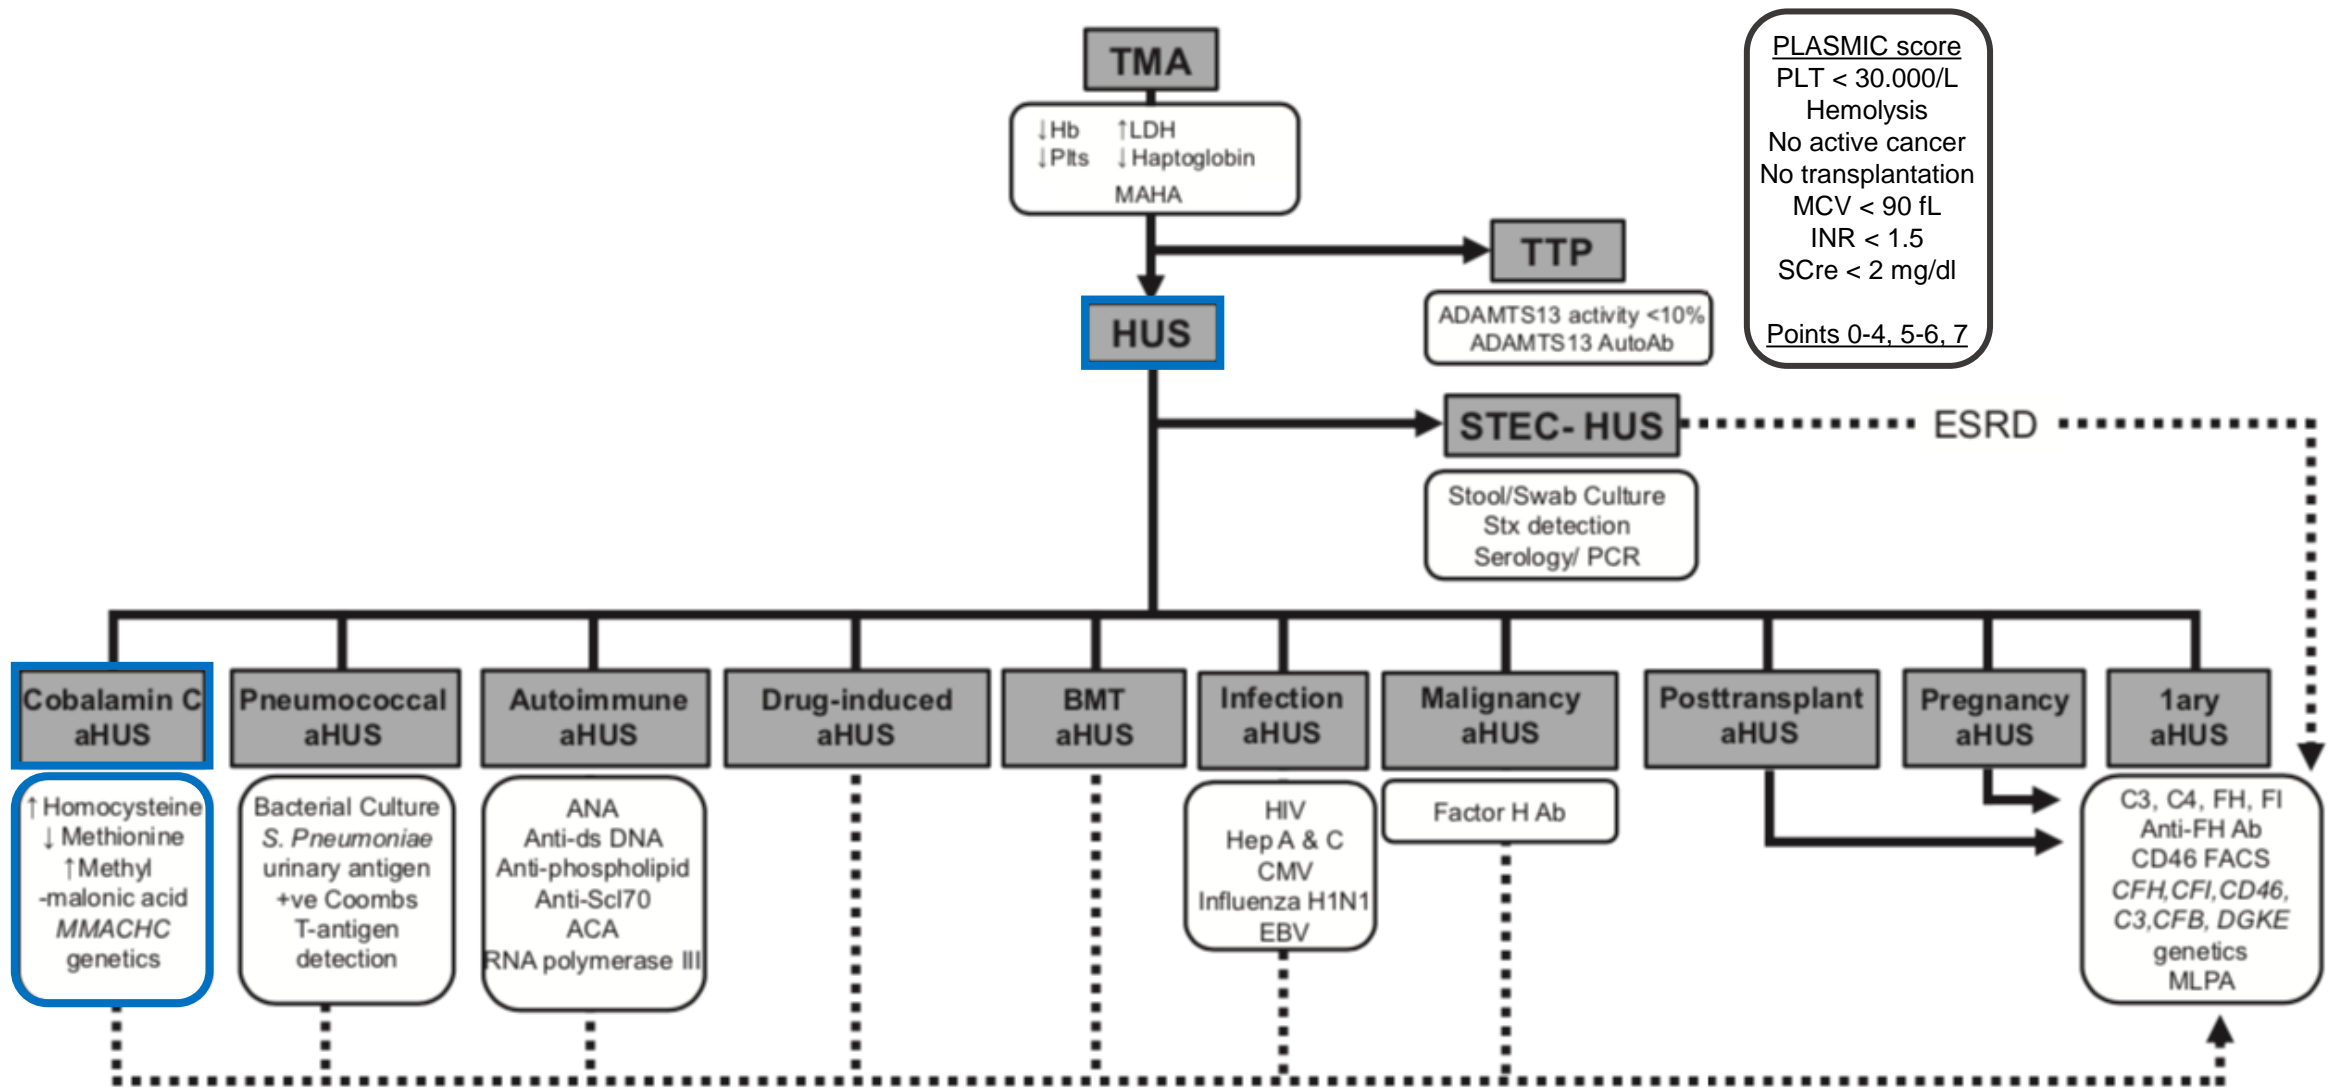 TMA
↓Hb ↑LDH
↓Plts ↓Haptoglobin
MAHA
PLASMIC score
PLT < 30.000/L
Hemolysis
No active cancer
No transplantation
MCV < 90 fL
INR < 1.5
SCre < 2 mg/dl
Points 0-4, 5-6, 7
TTP
ADAMTS13 activity <10%
ADAMTS13 AutoAb
HUS
STEC- HUS
ESRD
Stool/Swab Culture
Stx detection
Serology/ PCR
Cobalamin C
aHUS
↑Homocysteine
↓ Methionine
↑Methyl
-malonic acid
MMACHC
genetics
Pneumococcal
aHUS
Bacterial Culture
S. Pneumoniae
urinary antigen
+ve Coombs
T-antigen
detection
Autoimmune
aHUS
ANA
Anti-ds DNA
Anti-phospholipid
Anti-Scl70
ACA
RNA polymerase III
Drug-induced
aHUS
BMT
aHUS
Infection
aHUS
HIV
Hep A & C
CMV
Influenza H1N1
EBV
Malignancy
aHUS
Factor H Ab
Posttransplant
aHUS
Pregnancy
aHUS
1ary
aHUS
C3, C4, FH, FI
Anti-FH Ab
CD46 FACS
CFH,CFI,CD46,
C3,CFB, DGKE
genetics
MLPA